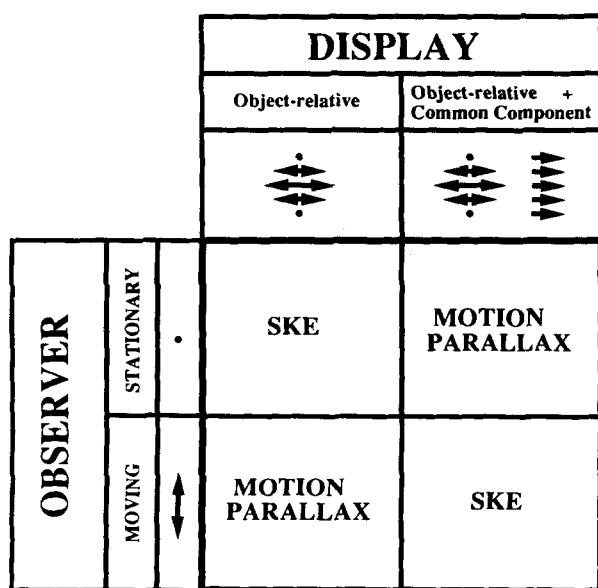 DISPLAY
Object-relative
Object-relative +
Common Component
OBSERVER
STATIONARY
SKE
MOTION
PARALLAX
MOVING
MOTION
PARALLAX
SKE